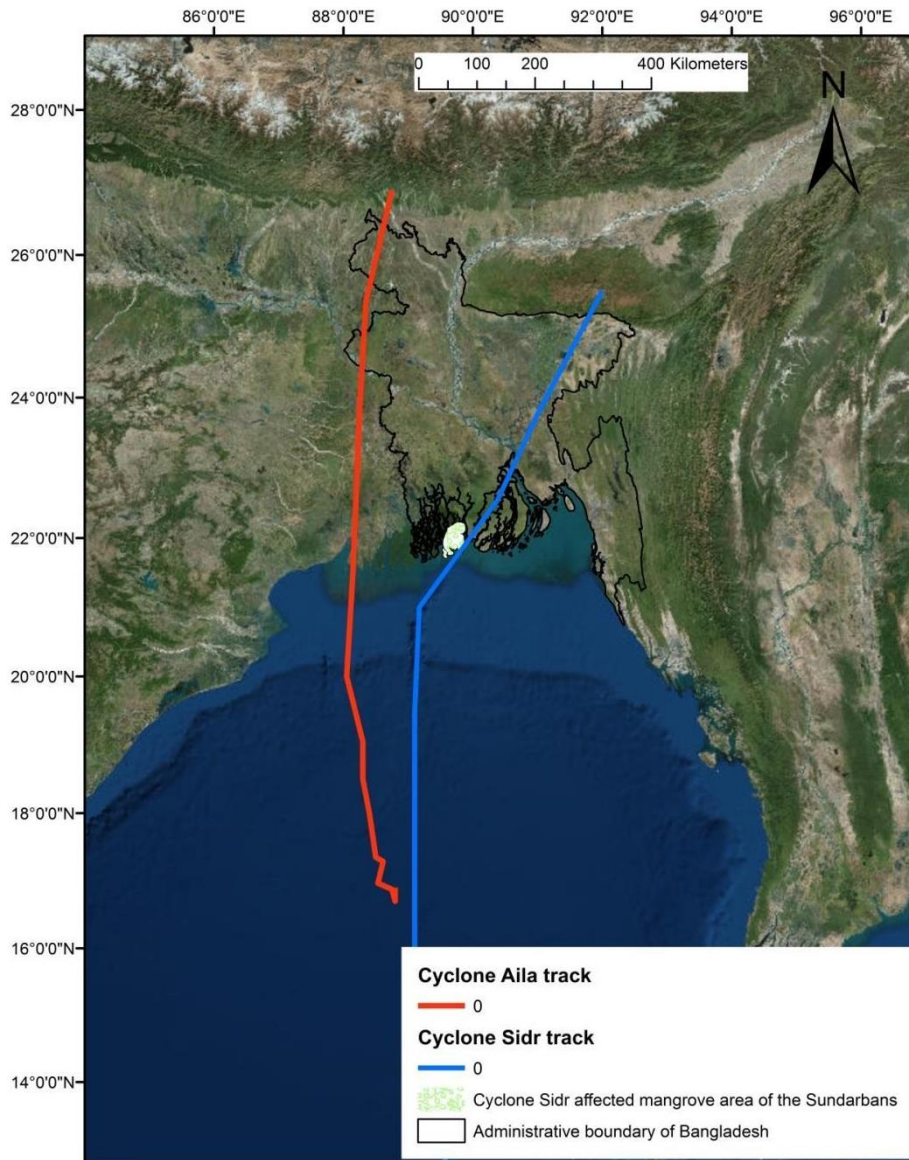 86°0'0"E 88°0'0"E 90°0'0"E 92°0'0"E 94°0'0"E 96°0'0"E
0 100 200 400 Kilometers
N
28°0'0"N
26°0'0"N
24°0'0"N
22°0'0"N
20°0'0"N
18°0'0"N
16°0'0"N
14°0'0"N
Cyclone Aila track
0
Cyclone Sidr track
0
Cyclone Sidr affected mangrove area of the Sundarbans
Administrative boundary of Bangladesh